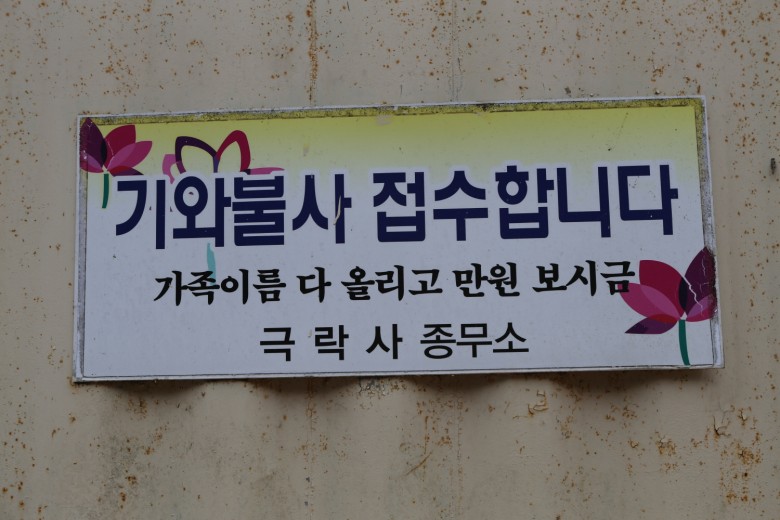 기와불사 접수합니다
가족이름 다 올리고 만원 보시금
극락사 종무소